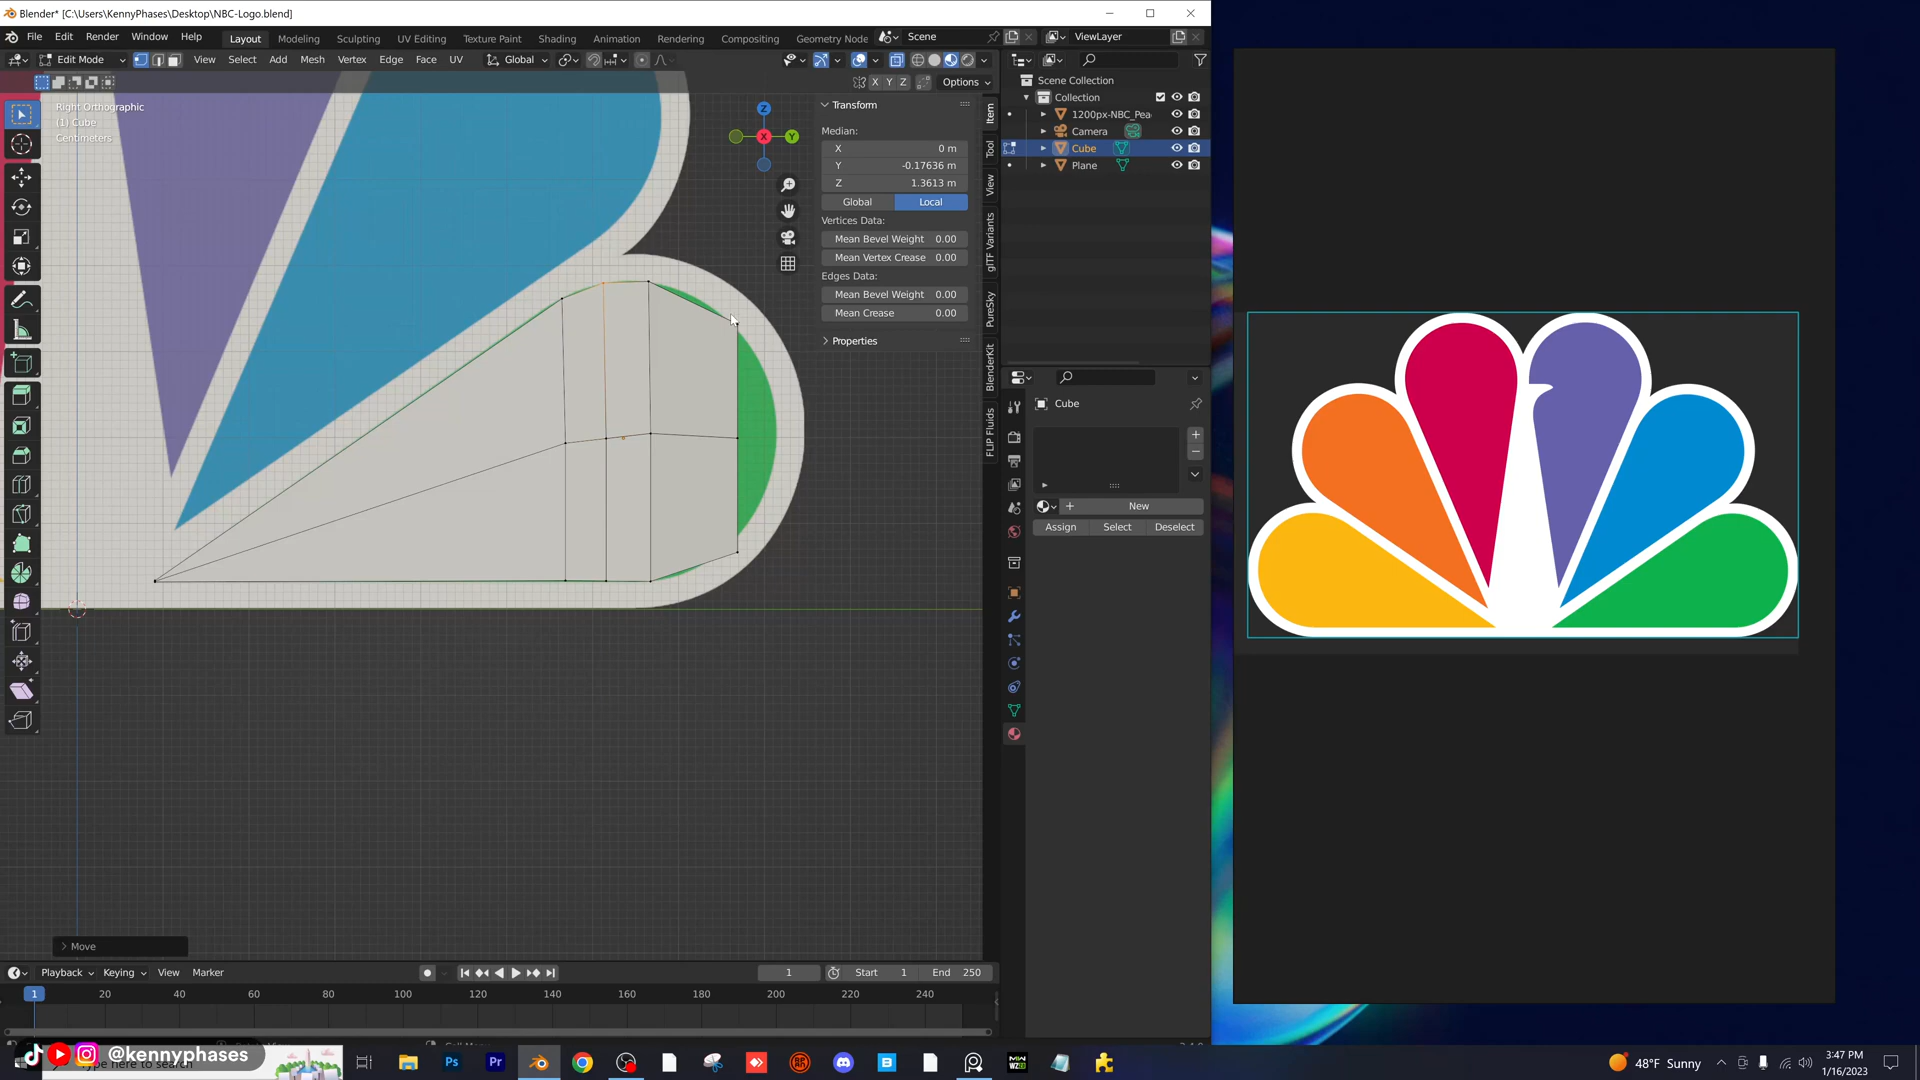 Blender* [C:\Users\KennyPhases\Desktop\NBC-Logo.blend]
File Edit Render Window Help
Layout Modeling Sculpting UV Editing Texture Paint Shading Animation Rendering Compositing Geometry Node
Scene
ViewLayer
Edit Mode
View Select Add Mesh Vertex Edge Face UV
Global
X Y Z
Options
Right Orthographic
(1) Cube
Centimeters
Z
X
Y
Transform
Median:
X 0 m
Y -0.17636 m
Z 1.3613 m
Global Local
Vertices Data:
Mean Bevel Weight 0.00
Mean Vertex Crease 0.00
Edges Data:
Mean Bevel Weight 0.00
Mean Crease 0.00
Properties
Item
Tool
View
glTF Variants
PureSky
BlenderKit
FLIP Fluids
Scene Collection
Collection
1200px-NBC_Pea
Camera
Cube
Plane
Cube
New
Assign Select Deselect
Move
Playback Keying View Marker
1
Start 1
End 250
1 20 40 60 80 100 120 140 160 180 200 220 240
@kennyphases
Ps
Pr
48°F Sunny
3:47 PM
1/16/2023